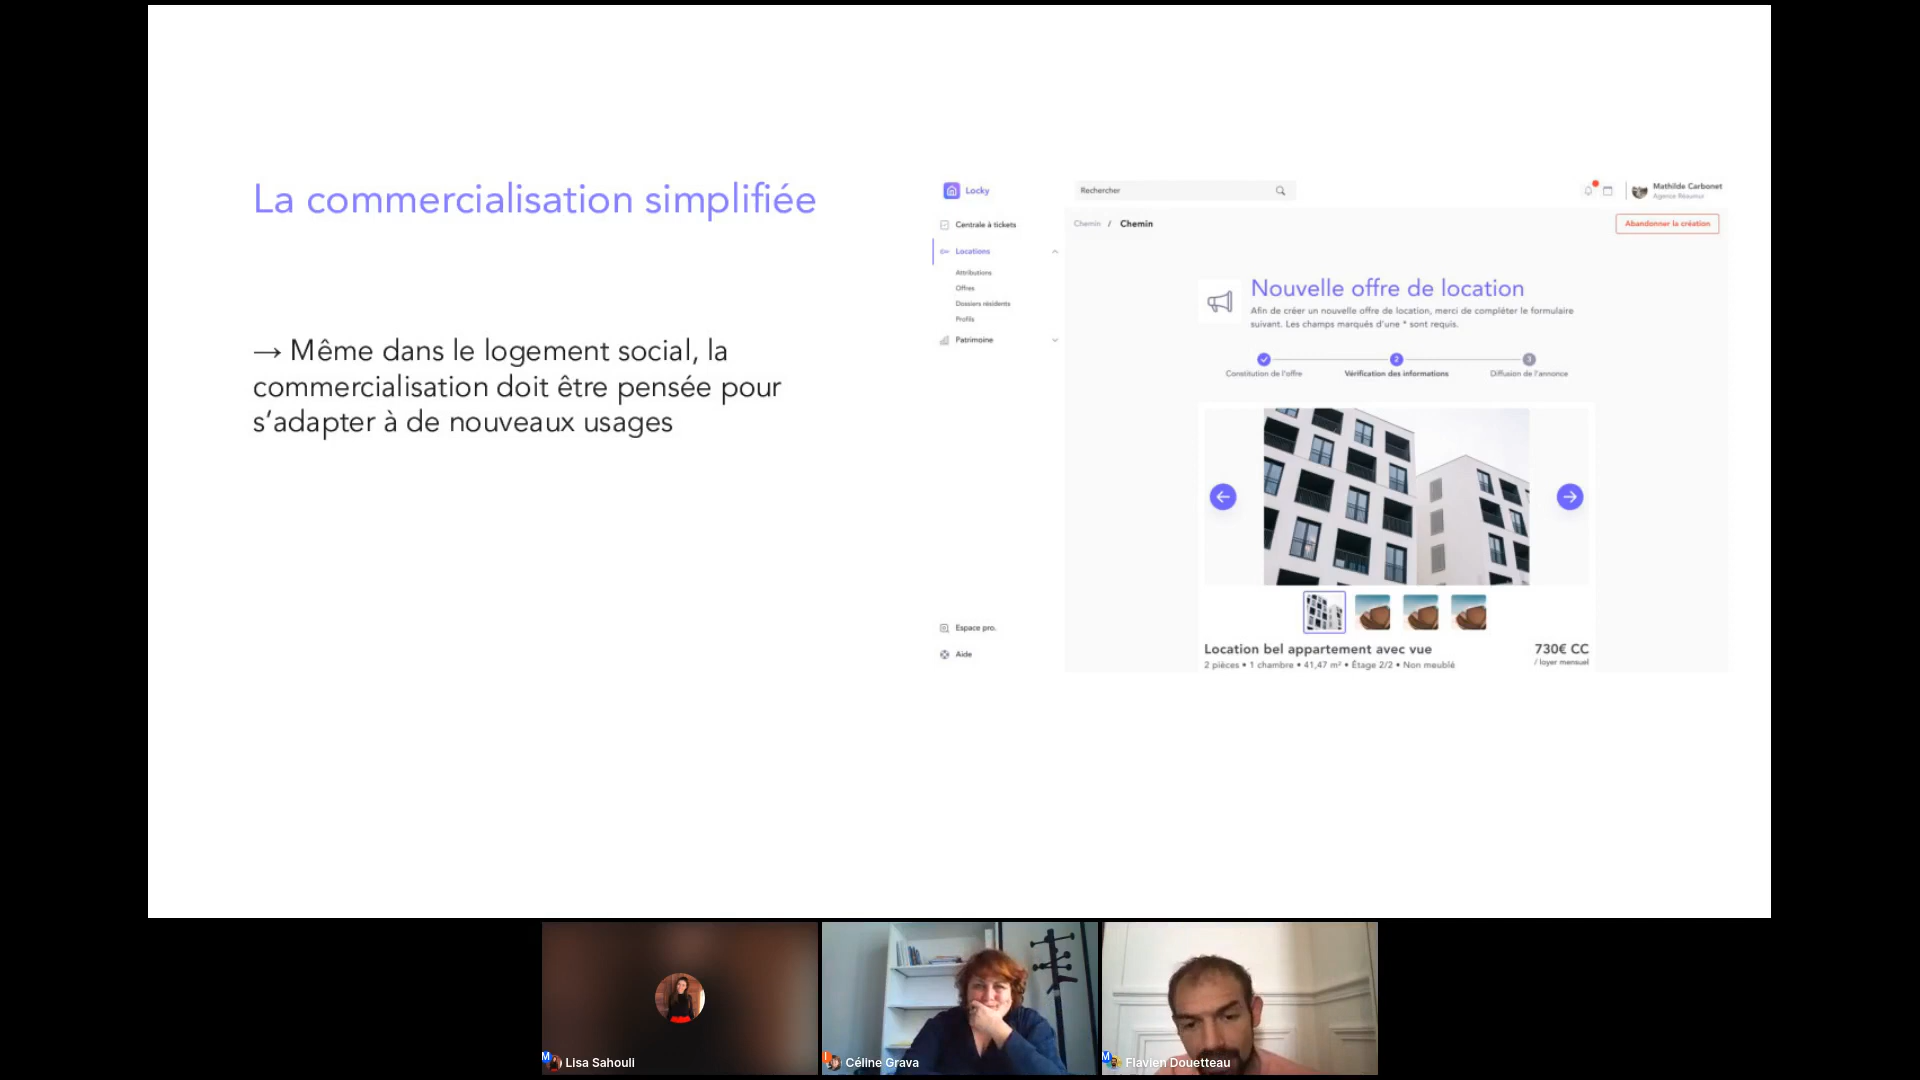 La commercialisation simplifiée
→ Même dans le logement social, la
commercialisation doit être pensée pour
s’adapter à de nouveaux usages
Locky
Rechercher
Mathilde Carbonet
Agence Réaumur
Centrale à tickets
Locations
Attributions
Offres
Dossiers résidents
Profils
Patrimoine
Espace pro.
Aide
Chemin / Chemin
Abandonner la création
Nouvelle offre de location
Afin de créer un nouvelle offre de location, merci de compléter le formulaire
suivant. Les champs marqués d’une * sont requis.
2 3
Constitution de l’offre Vérification des informations Diffusion de l’annonce
Location bel appartement avec vue 730€ CC
2 pièces • 1 chambre • 41,47 m² • Étage 2/2 • Non meublé / loyer mensuel
Lisa Sahouli
Céline Grava
Flavien Douetteau